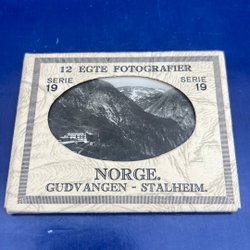 12 EGTE FOTOGRAFIER
SERIE 19
SERIE 19
NORGE.
GUDVANGEN - STALHEIM.